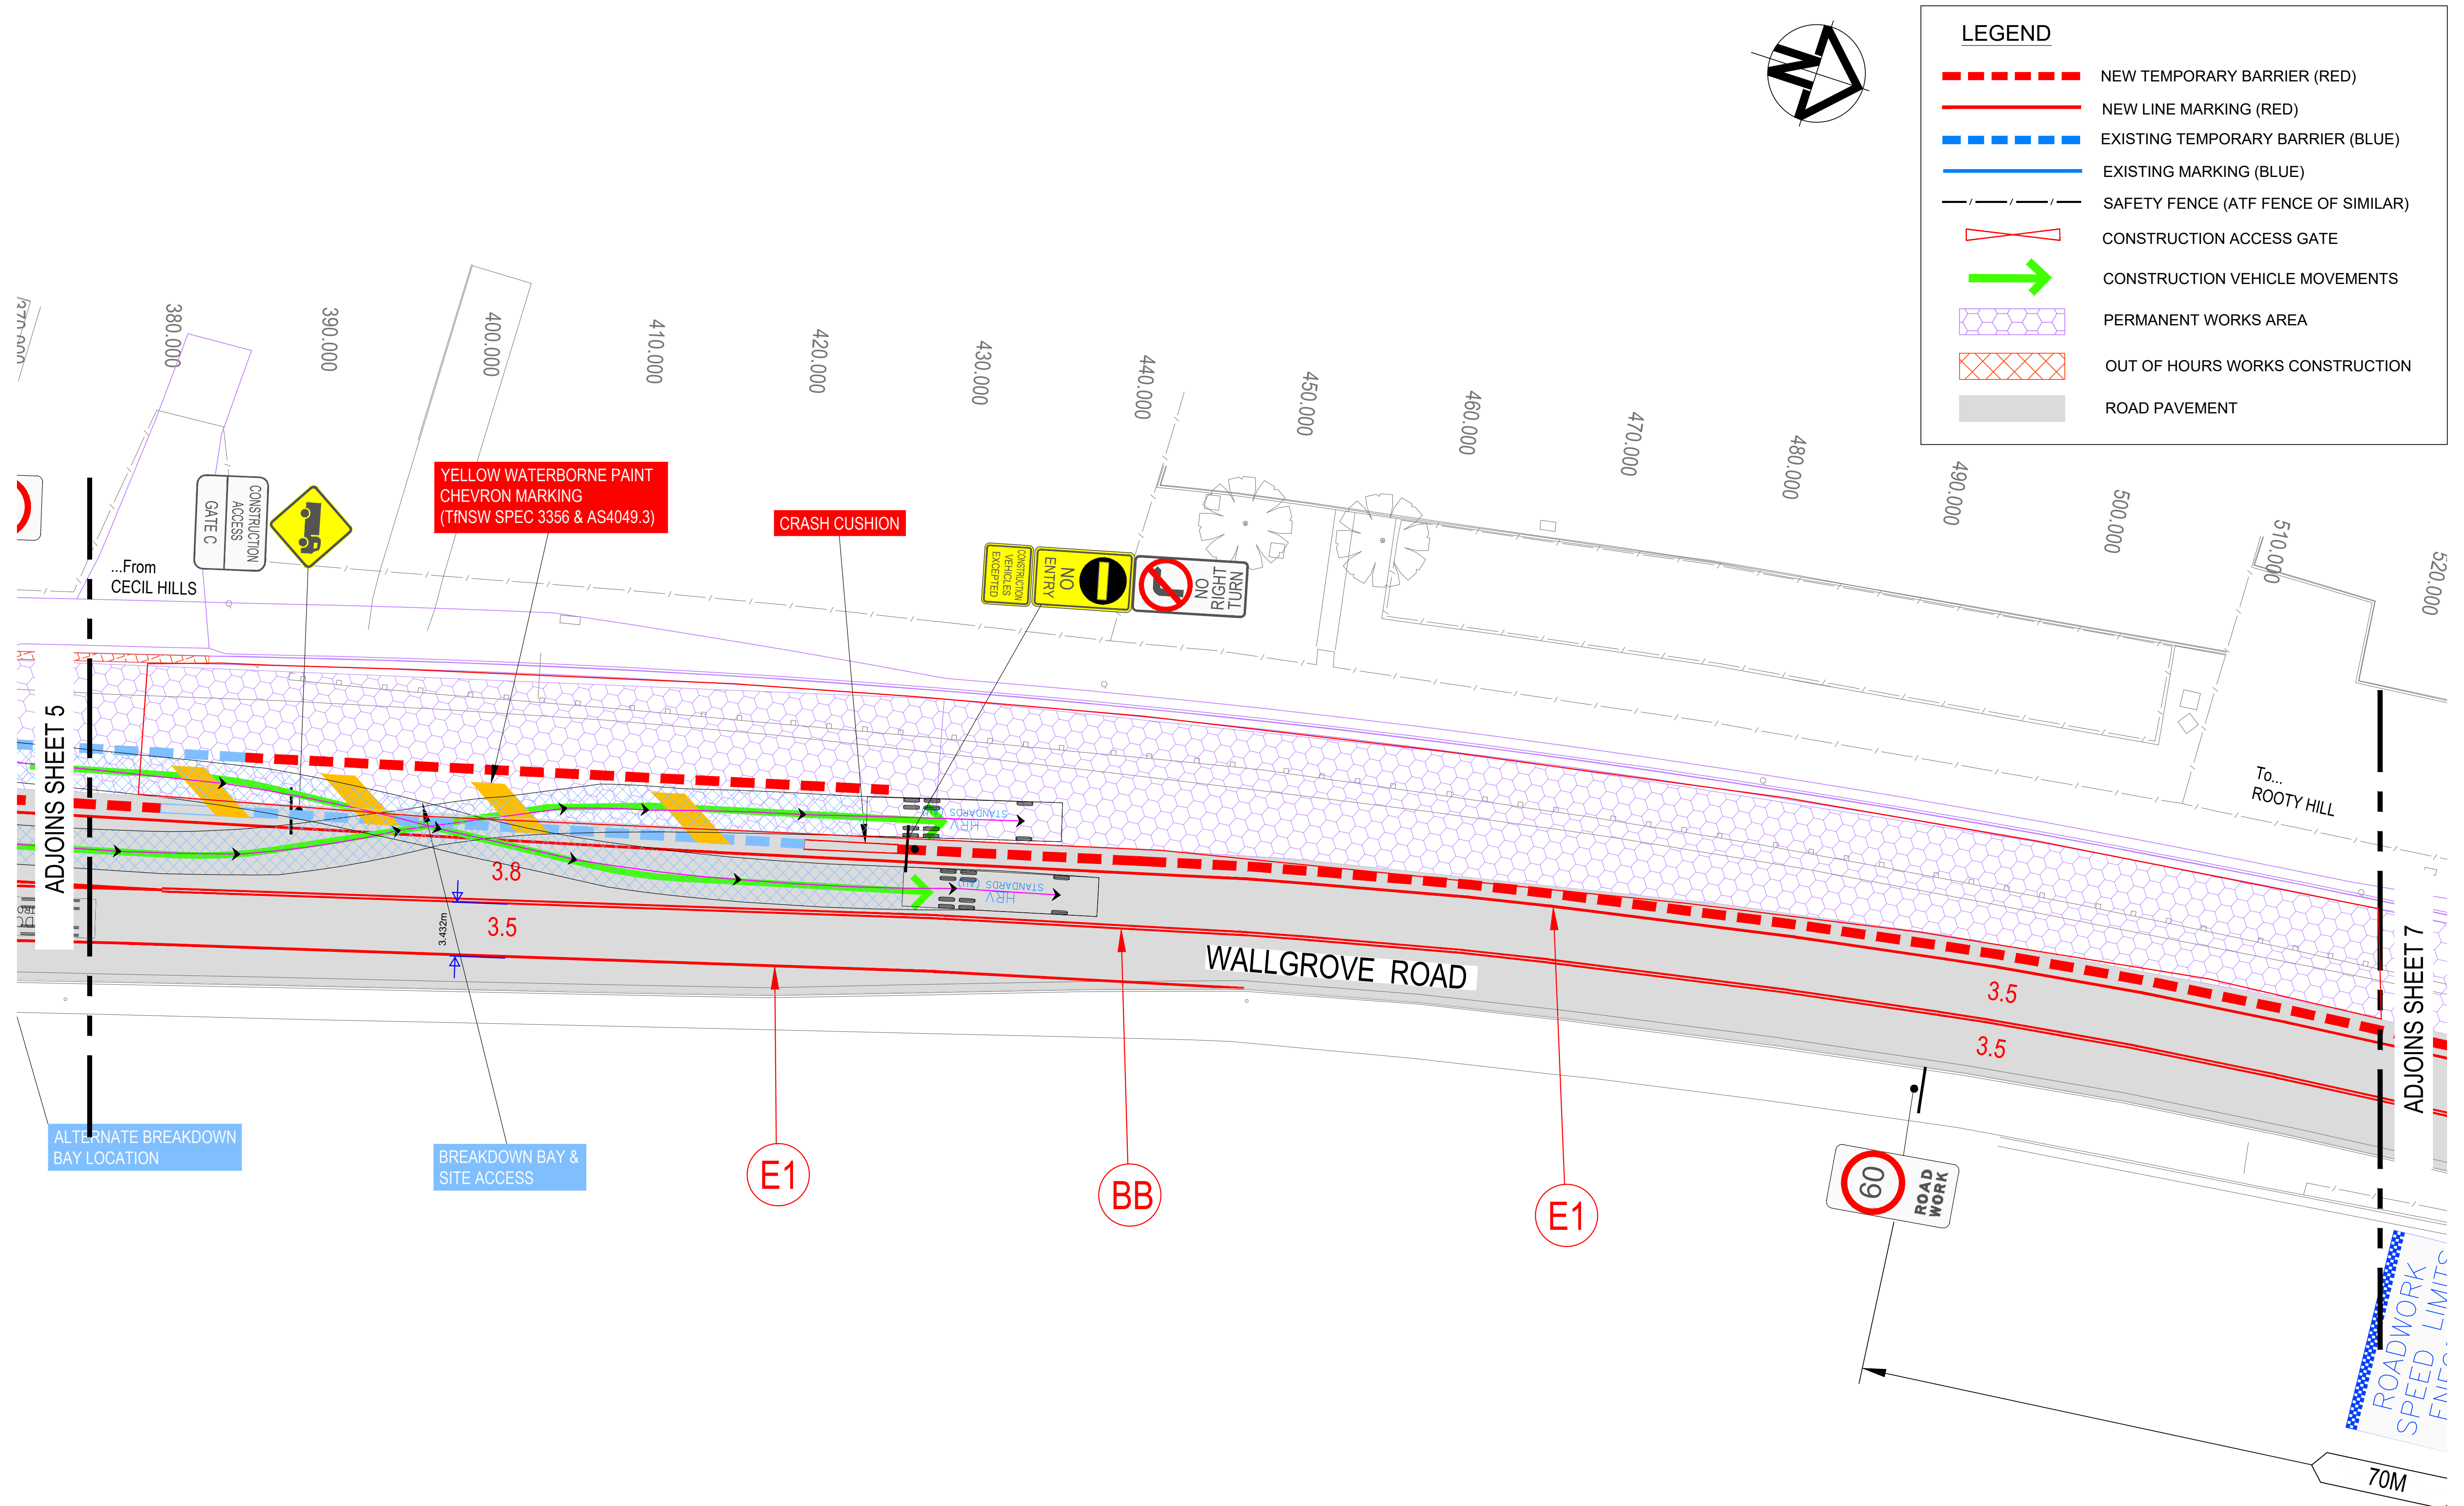 LEGEND
NEW TEMPORARY BARRIER (RED)
NEW LINE MARKING (RED)
EXISTING TEMPORARY BARRIER (BLUE)
EXISTING MARKING (BLUE)
SAFETY FENCE (ATF FENCE OF SIMILAR)
CONSTRUCTION ACCESS GATE
CONSTRUCTION VEHICLE MOVEMENTS
PERMANENT WORKS AREA
OUT OF HOURS WORKS CONSTRUCTION
ROAD PAVEMENT
N
370.000
380.000
390.000
400.000
410.000
420.000
430.000
440.000
450.000
460.000
470.000
480.000
490.000
500.000
510.000
520.000
CONSTRUCTION
ACCESS
GATE C
YELLOW WATERBORNE PAINT
CHEVRON MARKING
(TfNSW SPEC 3356 & AS4049.3)
CRASH CUSHION
CONSTRUCTION
VEHICLES
EXCEPTED
NO
ENTRY
NO
RIGHT
TURN
...From
CECIL HILLS
To...
ROOTY HILL
ADJOINS SHEET 5
ADJOINS SHEET 7
HRV
STANDARDS
HRV
STANDARDS (AU)
3.8
3.5
3.432m
WALLGROVE ROAD
3.5
3.5
ALTERNATE BREAKDOWN
BAY LOCATION
BREAKDOWN BAY &
SITE ACCESS
E1
BB
E1
60
ROAD
WORK
ROADWORK
SPEED LIMITS
70M